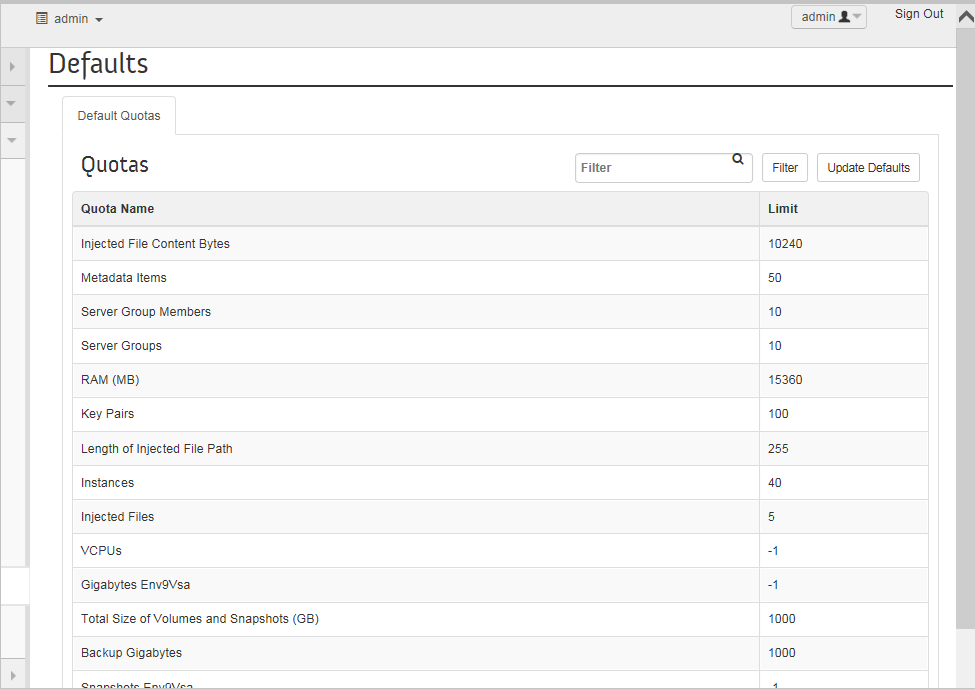 admin
admin
Sign Out
Defaults
Default Quotas
Quotas
Filter
Filter
Update Defaults
Quota Name Limit
Injected File Content Bytes 10240
Metadata Items 50
Server Group Members 10
Server Groups 10
RAM (MB) 15360
Key Pairs 100
Length of Injected File Path 255
Instances 40
Injected Files 5
VCPUs -1
Gigabytes Env9Vsa -1
Total Size of Volumes and Snapshots (GB) 1000
Backup Gigabytes 1000
Snapshots Env9Vsa -1